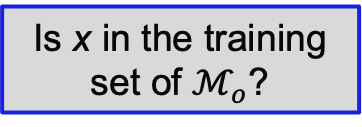 Is x in the training
set of ℳₒ?